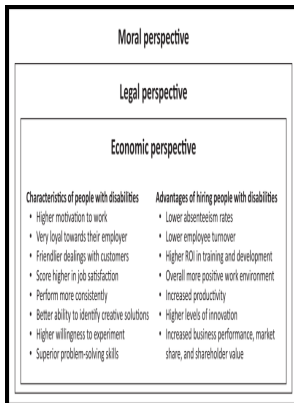 Moral perspective
Legal perspective
Economic perspective
Characteristics of people with disabilities
• Higher motivation to work
• Very loyal towards their employer
• Friendlier dealings with customers
• Score higher in job satisfaction
• Perform more consistently
• Better ability to identify creative solutions
• Higher willingness to experiment
• Superior problem-solving skills
Advantages of hiring people with disabilities
• Lower absenteeism rates
• Lower employee turnover
• Higher ROI in training and development
• Overall more positive work environment
• Increased productivity
• Higher levels of innovation
• Increased business performance, market
share, and shareholder value